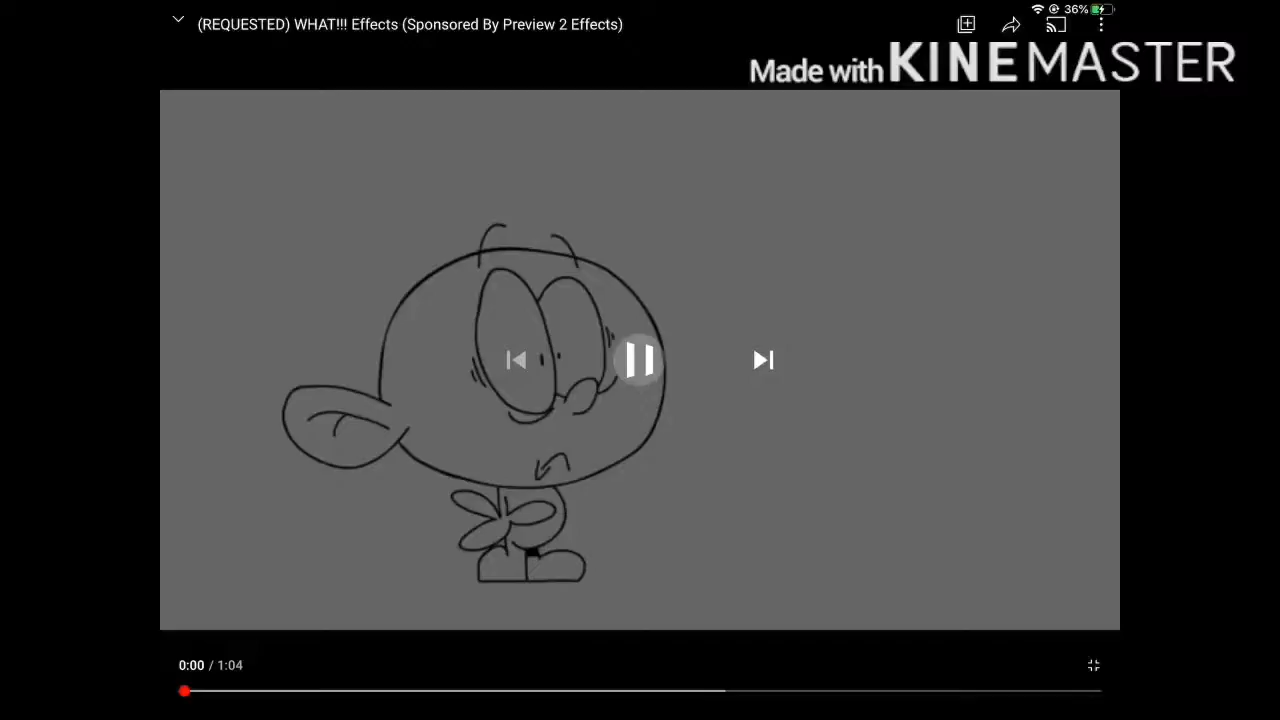 (REQUESTED) WHAT!!! Effects (Sponsored By Preview 2 Effects)
36%
Made with KINEMASTER
0:00 / 1:04